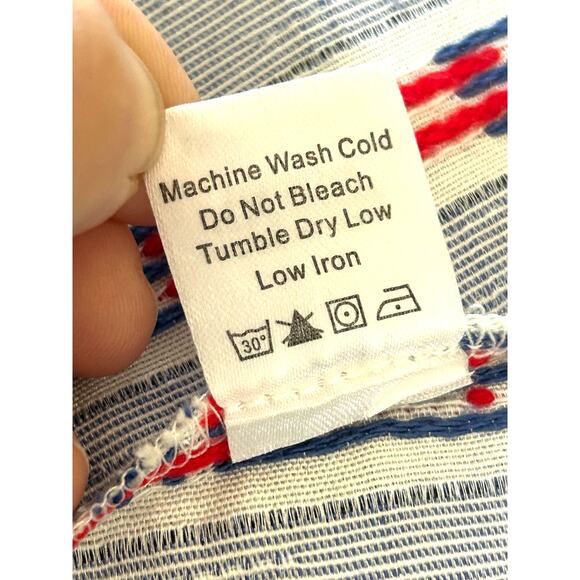 Machine Wash Cold
Do Not Bleach
Tumble Dry Low
Low Iron
30°